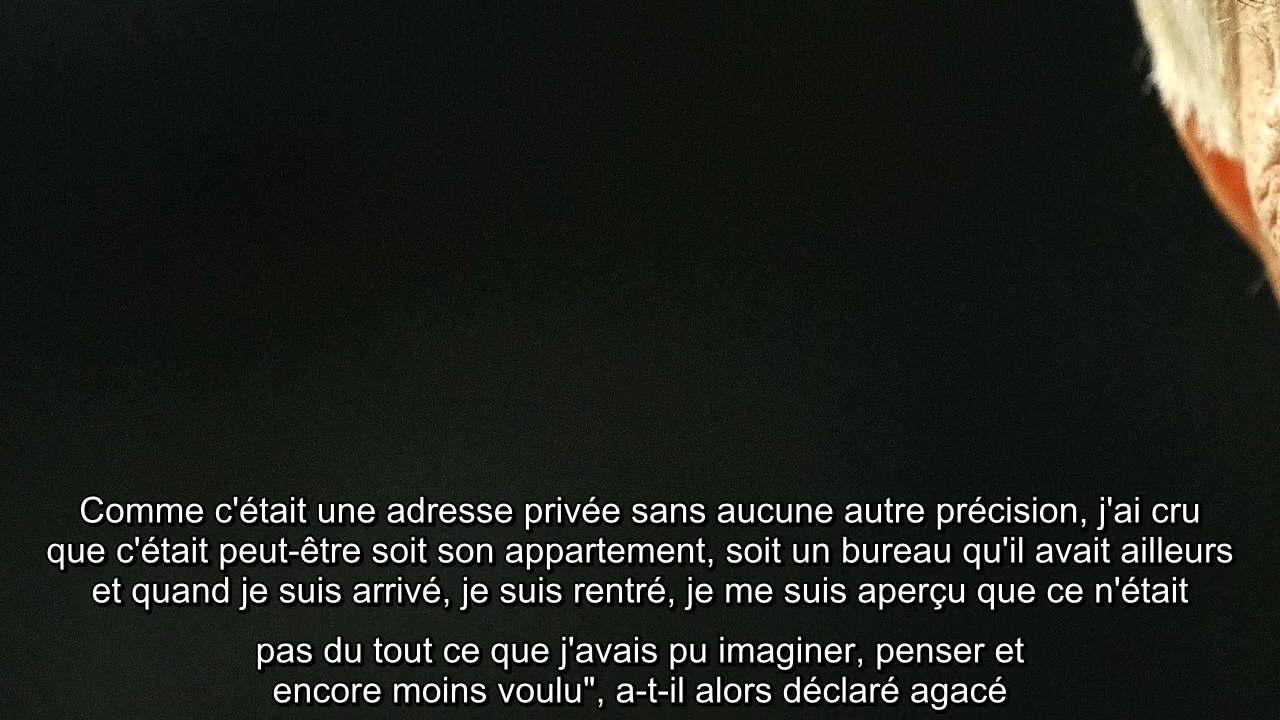 Comme c'était une adresse privée sans aucune autre précision, j'ai cru
que c'était peut-être soit son appartement, soit un bureau qu'il avait ailleurs
et quand je suis arrivé, je suis rentré, je me suis aperçu que ce n'était
pas du tout ce que j'avais pu imaginer, penser et
encore moins voulu", a-t-il alors déclaré agacé